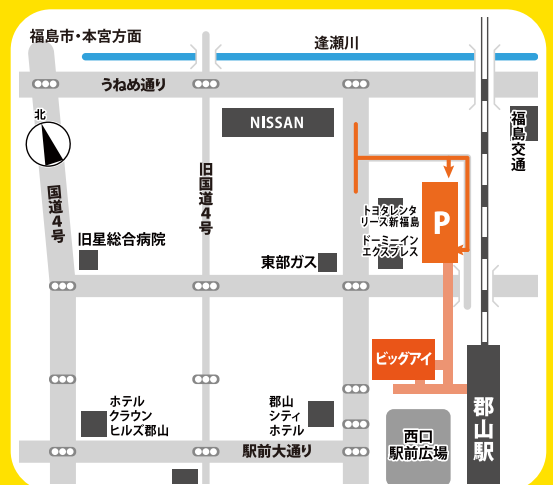 福島市・本宮方面
逢瀬川
うねめ通り
北
NISSAN
福島交通
国道4号
旧国道4号
トヨタレンタ
リース新福島
P
ドーミーイン
エクスプレス
旧星総合病院
東部ガス
ビッグアイ
ホテル
クラウン
ヒルズ郡山
郡山
シティ
ホテル
郡山駅
西口
駅前広場
駅前大通り